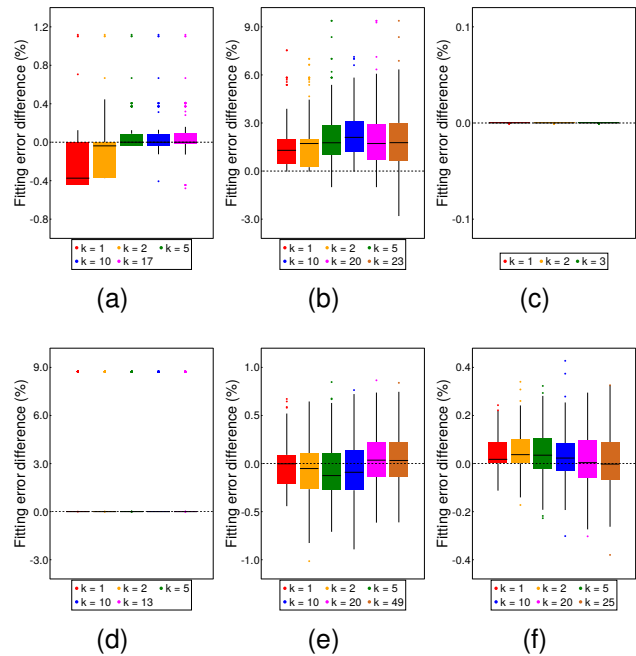 Fitting error difference (%)
1.2
0.8
0.4
0.0
-0.4
-0.8
k = 1 k = 2 k = 5
k = 10 k = 17
(a)
Fitting error difference (%)
9.0
6.0
3.0
0.0
-3.0
k = 1 k = 2 k = 5
k = 10 k = 20 k = 23
(b)
Fitting error difference (%)
0.1
0.0
-0.1
k = 1 k = 2 k = 3
(c)
Fitting error difference (%)
9.0
6.0
3.0
0.0
-3.0
k = 1 k = 2 k = 5
k = 10 k = 13
(d)
Fitting error difference (%)
1.0
0.5
0.0
-0.5
-1.0
k = 1 k = 2 k = 5
k = 10 k = 20 k = 49
(e)
Fitting error difference (%)
0.4
0.2
0.0
-0.2
-0.4
k = 1 k = 2 k = 5
k = 10 k = 20 k = 25
(f)